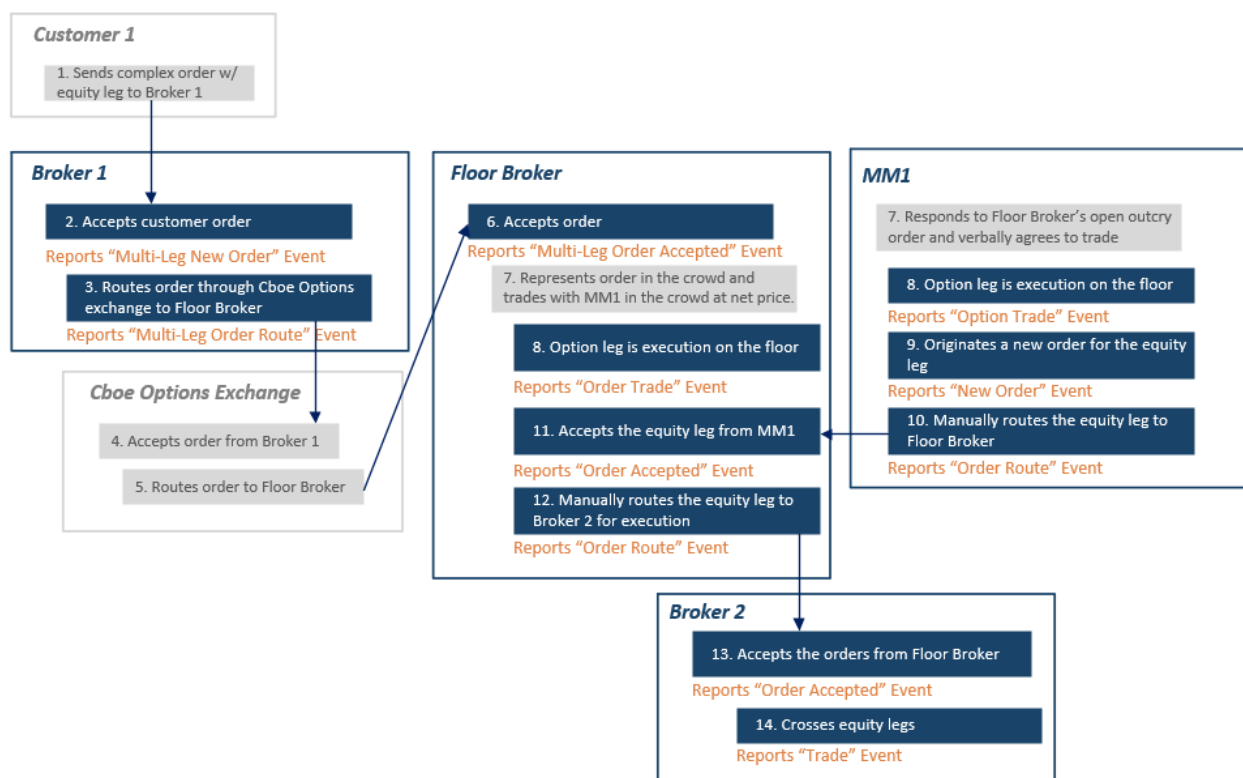 Customer 1
1. Sends complex order w/
equity leg to Broker 1
Broker 1
2. Accepts customer order
Reports “Multi-Leg New Order” Event
3. Routes order through Cboe Options
exchange to Floor Broker
Reports “Multi-Leg Order Route” Event
Cboe Options Exchange
4. Accepts order from Broker 1
5. Routes order to Floor Broker
Floor Broker
6. Accepts order
Reports “Multi-Leg Order Accepted” Event
7. Represents order in the crowd and
trades with MM1 in the crowd at net price.
8. Option leg is execution on the floor
Reports “Order Trade” Event
11. Accepts the equity leg from MM1
Reports “Order Accepted” Event
12. Manually routes the equity leg to
Broker 2 for execution
Reports “Order Route” Event
MM1
7. Responds to Floor Broker’s open outcry
order and verbally agrees to trade
8. Option leg is execution on the floor
Reports “Option Trade” Event
9. Originates a new order for the equity
leg
Reports “New Order” Event
10. Manually routes the equity leg to
Floor Broker
Reports “Order Route” Event
Broker 2
13. Accepts the orders from Floor Broker
Reports “Order Accepted” Event
14. Crosses equity legs
Reports “Trade” Event